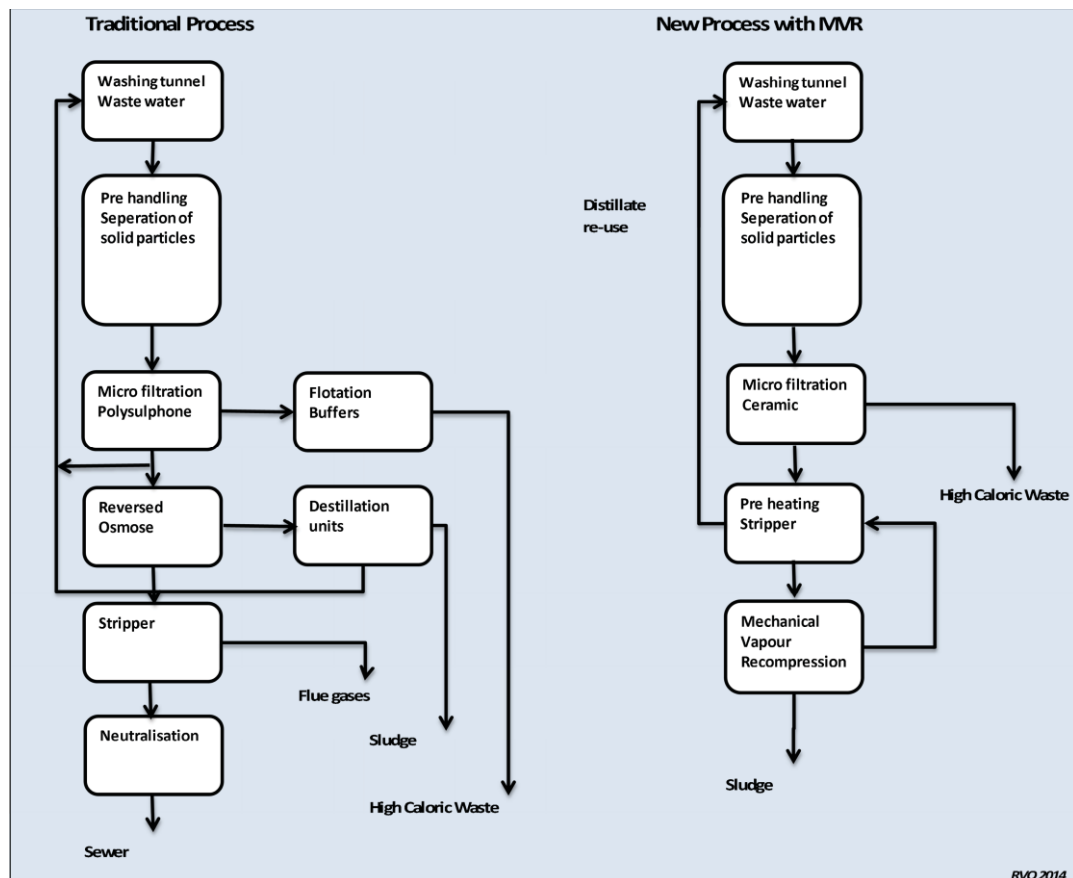 Traditional Process
Washing tunnel
Waste water
Pre handling
Seperation of
solid particles
Micro filtration
Polysulphone
Flotation
Buffers
Reversed
Osmose
Destillation
units
Stripper
Flue gases
Neutralisation
Sludge
High Caloric Waste
Sewer
New Process with MVR
Washing tunnel
Waste water
Distillate
re-use
Pre handling
Seperation of
solid particles
Micro filtration
Ceramic
High Caloric Waste
Pre heating
Stripper
Mechanical
Vapour
Recompression
Sludge
RVO 2014